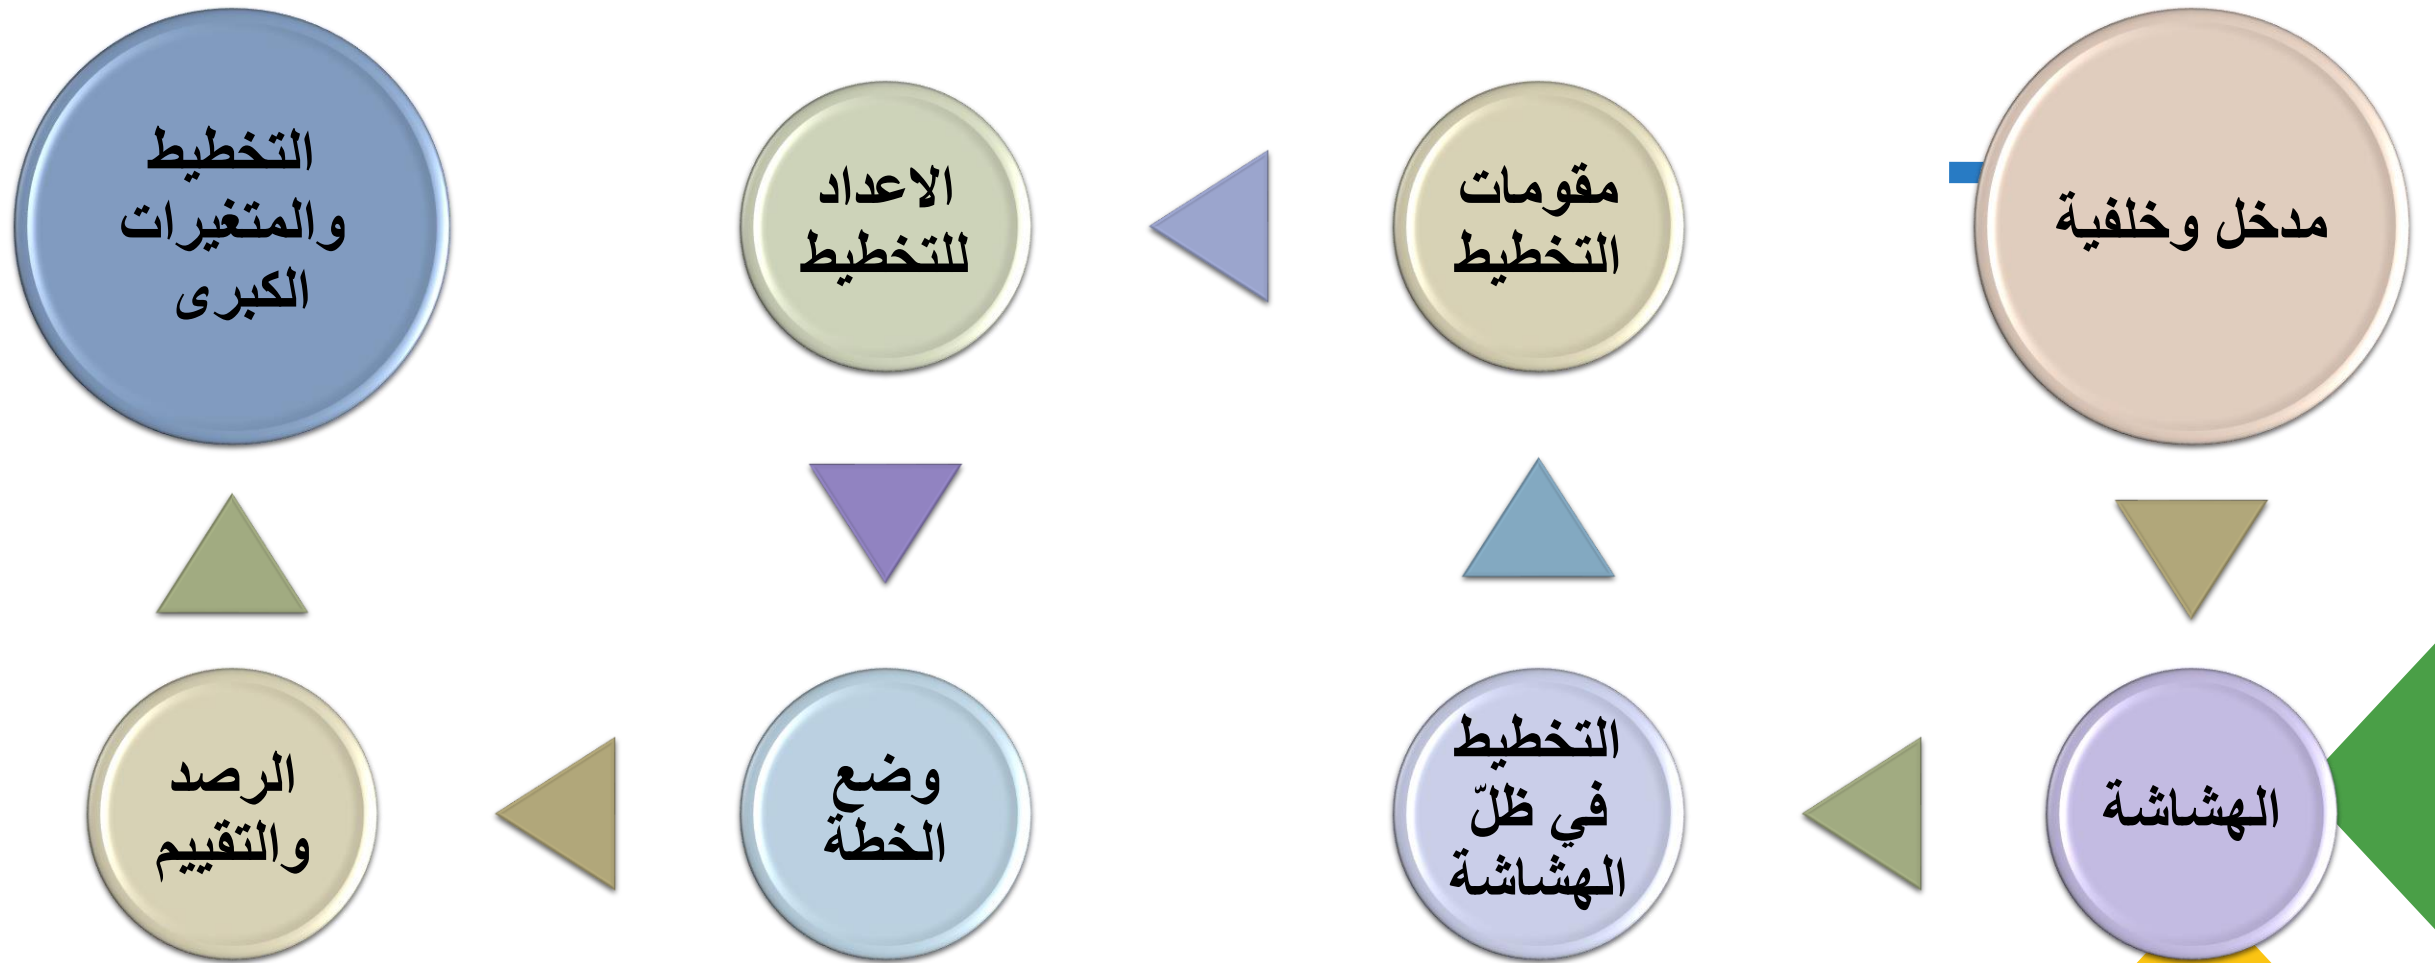 مدخل وخلفية
الهشاشة
التخطيط
في ظلّ
الهشاشة
مقومات
التخطيط
الاعداد
للتخطيط
وضع
الخطة
الرصد
والتقييم
التخطيط
والمتغيرات
الكبرى